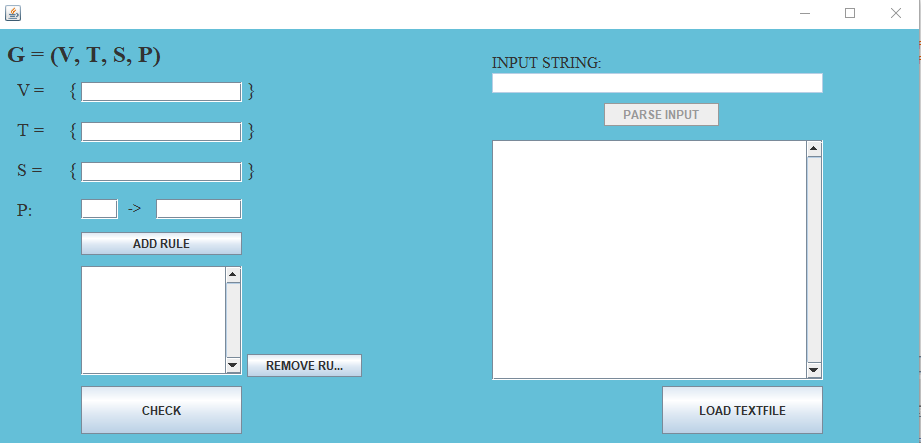 G = (V, T, S, P)
V = { }
T = { }
S = { }
P: ->
ADD RULE
REMOVE RU...
CHECK
INPUT STRING:
PARSE INPUT
LOAD TEXTFILE